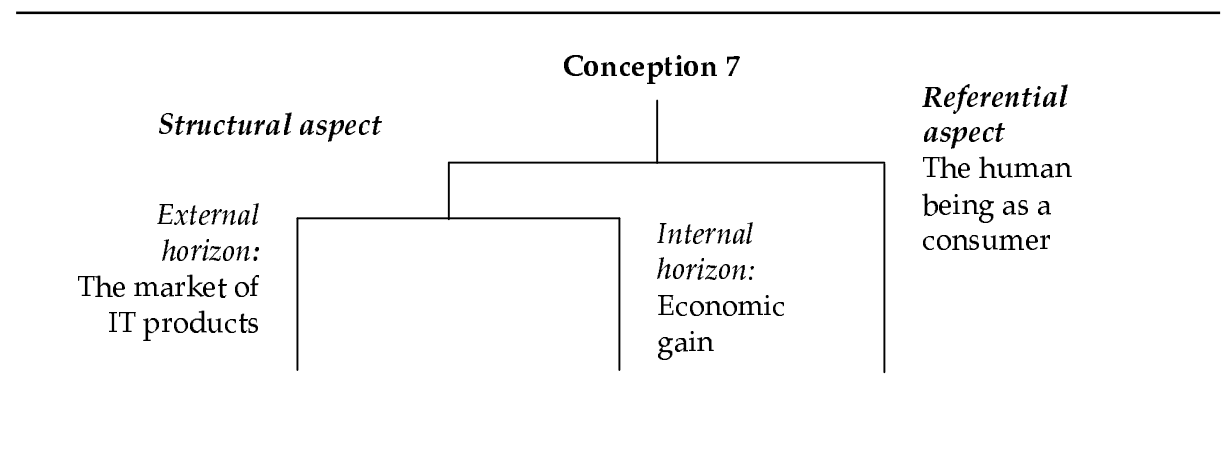 Conception 7
Structural aspect
Referential
aspect
The human
being as a
consumer
External
horizon:
The market of
IT products
Internal
horizon:
Economic
gain